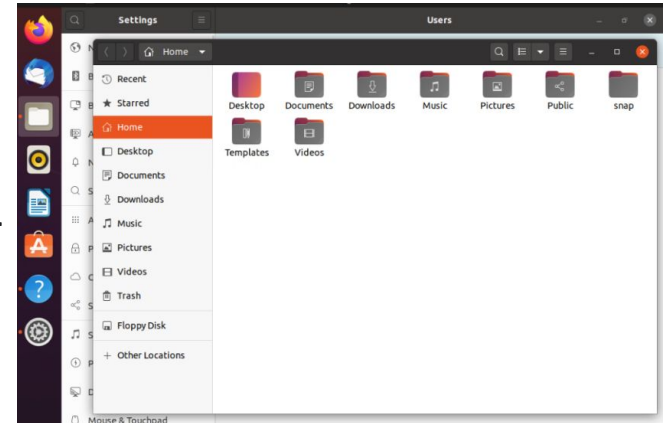 Settings
Users
Home
Recent
Starred
Home
Desktop
Documents
Downloads
Music
Pictures
Videos
Trash
Floppy Disk
+ Other Locations
Desktop Documents Downloads Music Pictures Public snap
Templates Videos
N
B
B
A
N
S
A
P
C
S
S
P
D
Mouse & Touchpad